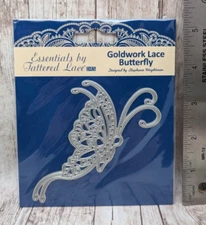 Essentials by
Tattered Lace
Goldwork Lace
Butterfly
Designed by Stephanie Weightman